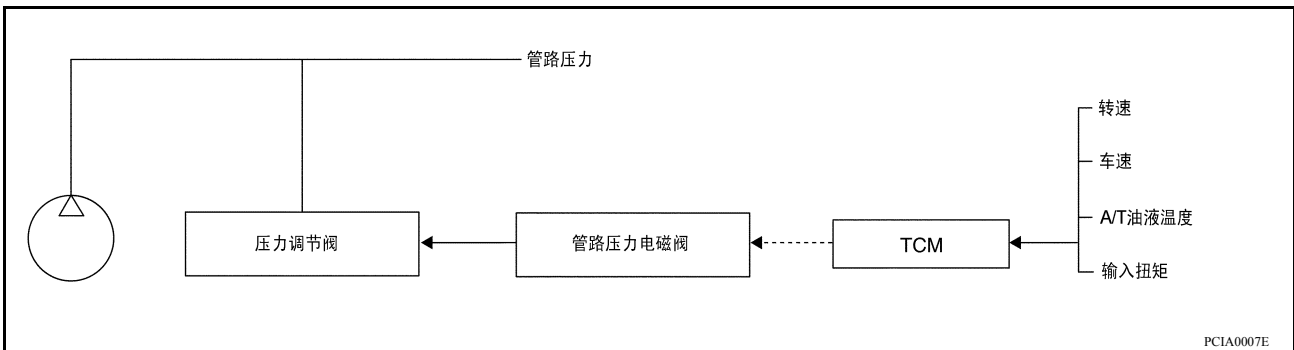 管路压力
转速
车速
A/T油液温度
输入扭矩
压力调节阀
管路压力电磁阀
TCM
PCIA0007E